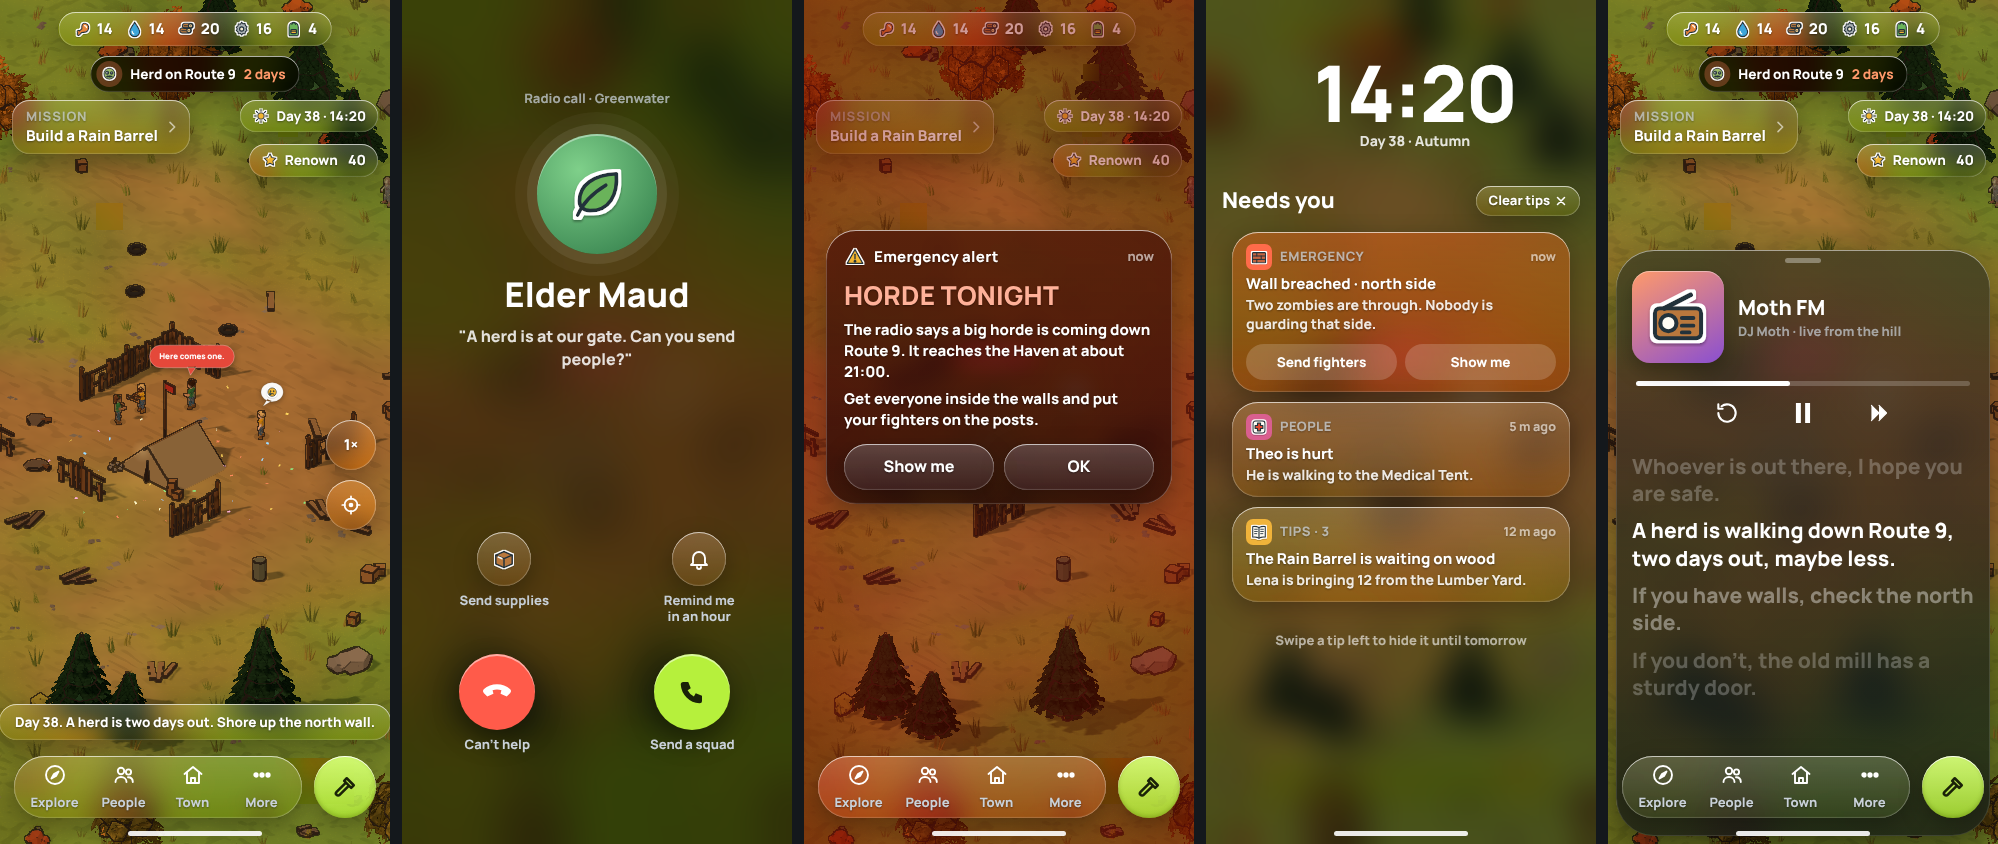 14 14 20 16 4
Herd on Route 9 2 days
MISSION
Build a Rain Barrel
Day 38 · 14:20
Renown 40
Here comes one.
1×
Day 38. A herd is two days out. Shore up the north wall.
Explore People Town More
Radio call · Greenwater
Elder Maud
"A herd is at our gate. Can you send
people?"
Send supplies
Remind me
in an hour
Can't help
Send a squad
14 14 20 16 4
MISSION
Build a Rain Barrel
Day 38 · 14:20
Renown 40
Emergency alert now
HORDE TONIGHT
The radio says a big horde is coming down
Route 9. It reaches the Haven at about
21:00.
Get everyone inside the walls and put
your fighters on the posts.
Show me OK
Explore People Town More
14:20
Day 38 · Autumn
Needs you
Clear tips ×
EMERGENCY now
Wall breached · north side
Two zombies are through. Nobody is
guarding that side.
Send fighters Show me
PEOPLE 5 m ago
Theo is hurt
He is walking to the Medical Tent.
TIPS · 3 12 m ago
The Rain Barrel is waiting on wood
Lena is bringing 12 from the Lumber Yard.
Swipe a tip left to hide it until tomorrow
14 14 20 16 4
Herd on Route 9 2 days
MISSION
Build a Rain Barrel
Day 38 · 14:20
Renown 40
Moth FM
DJ Moth · live from the hill
Whoever is out there, I hope you
are safe.
A herd is walking down Route 9,
two days out, maybe less.
If you have walls, check the north
side.
If you don't, the old mill has a
sturdy door.
Explore People Town More